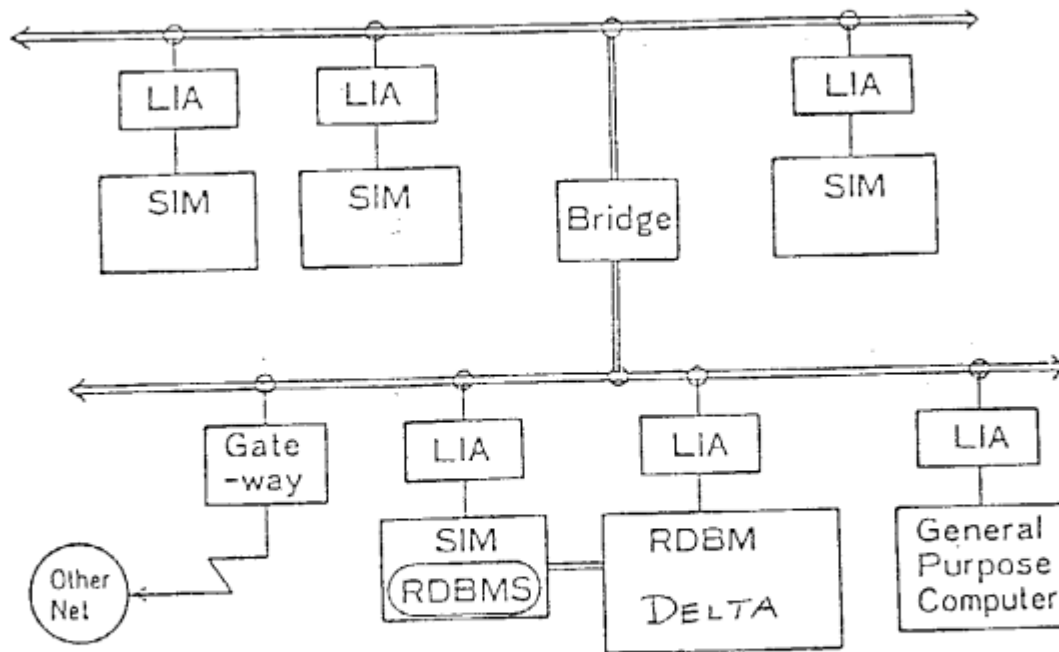 LIA
LIA
LIA
SIM
SIM
SIM
Bridge
Gate
-way
LIA
LIA
LIA
SIM
RDBMS
RDBM
DELTA
General
Purpose
Computer
Other
Net